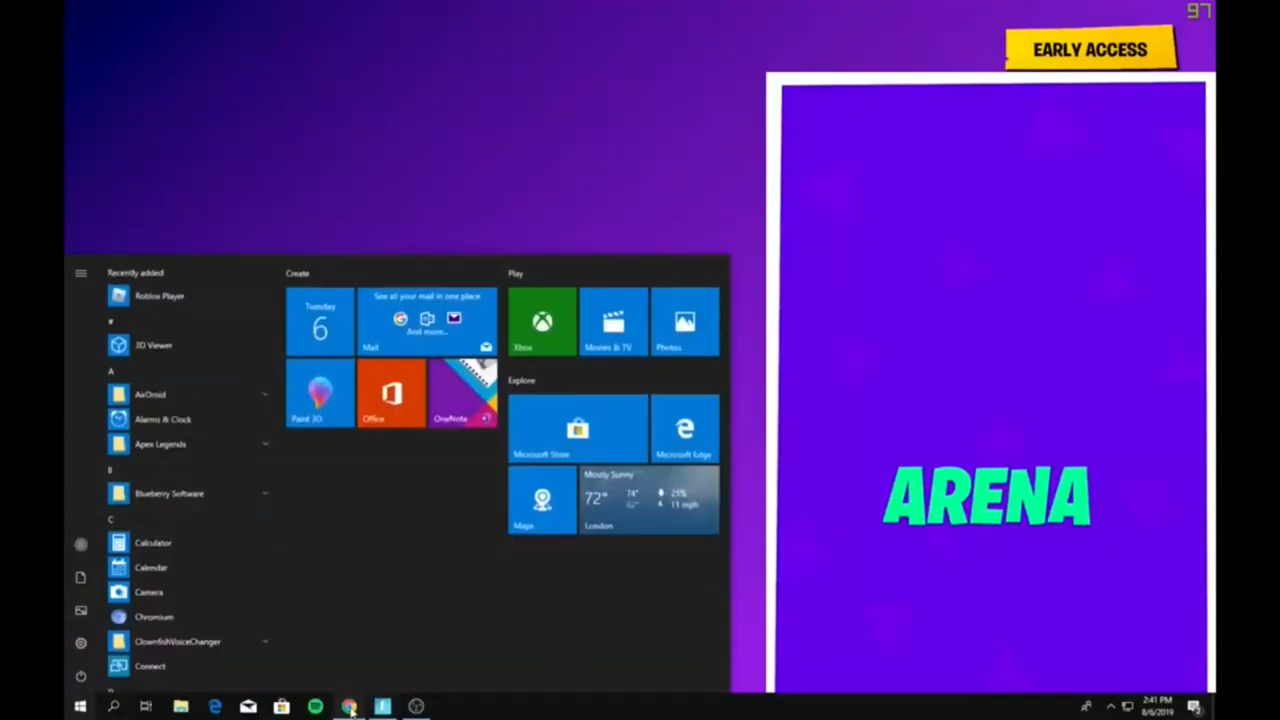 97
EARLY ACCESS
ARENA
Recently added
Roblox Player
#
3D Viewer
A
AirDroid
Alarms & Clock
Apex Legends
B
Blueberry Software
C
Calculator
Calendar
Camera
Chromium
ClownfishVoiceChanger
Connect
Create
Tuesday
6
See all your mail in one place
And more...
Mail
Paint 3D
Office
OneNote
Play
Xbox
Movies & TV
Photos
Explore
Microsoft Store
Microsoft Edge
Maps
Mostly Sunny
72° 74° 25%
62° 11 mph
London
2:41 PM
8/6/2019